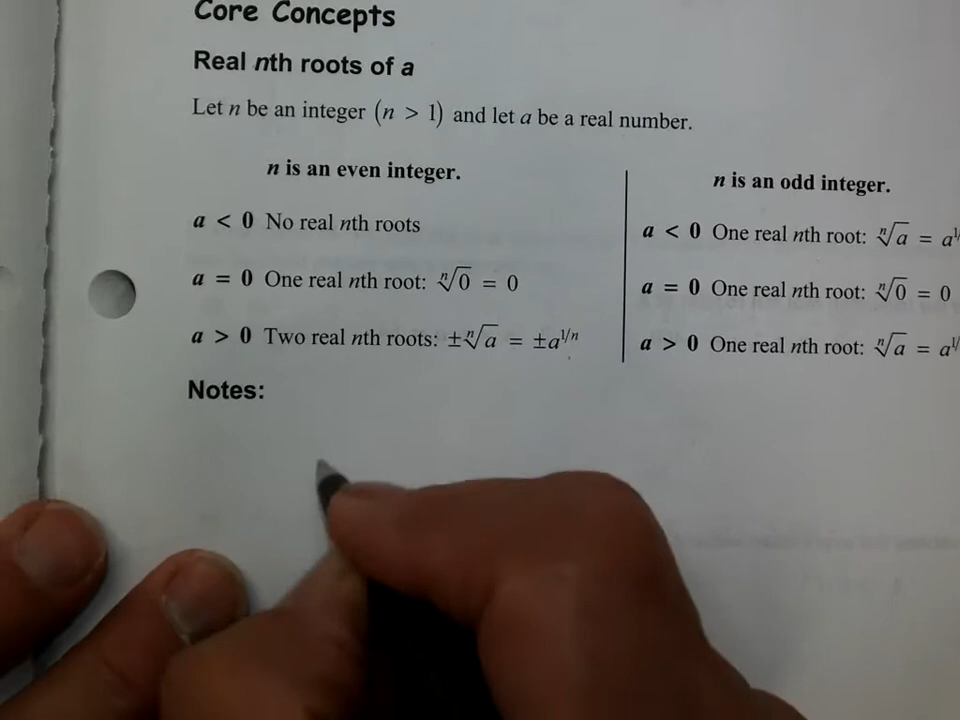 Core Concepts
Real nth roots of a
Let n be an integer (n > 1) and let a be a real number.
n is an even integer.
a < 0 No real nth roots
a = 0 One real nth root: ⁿ√0 = 0
a > 0 Two real nth roots: ±ⁿ√a = ±a^1/n
n is an odd integer.
a < 0 One real nth root: ⁿ√a = a^1/
a = 0 One real nth root: ⁿ√0 = 0
a > 0 One real nth root: ⁿ√a = a^1/
Notes: